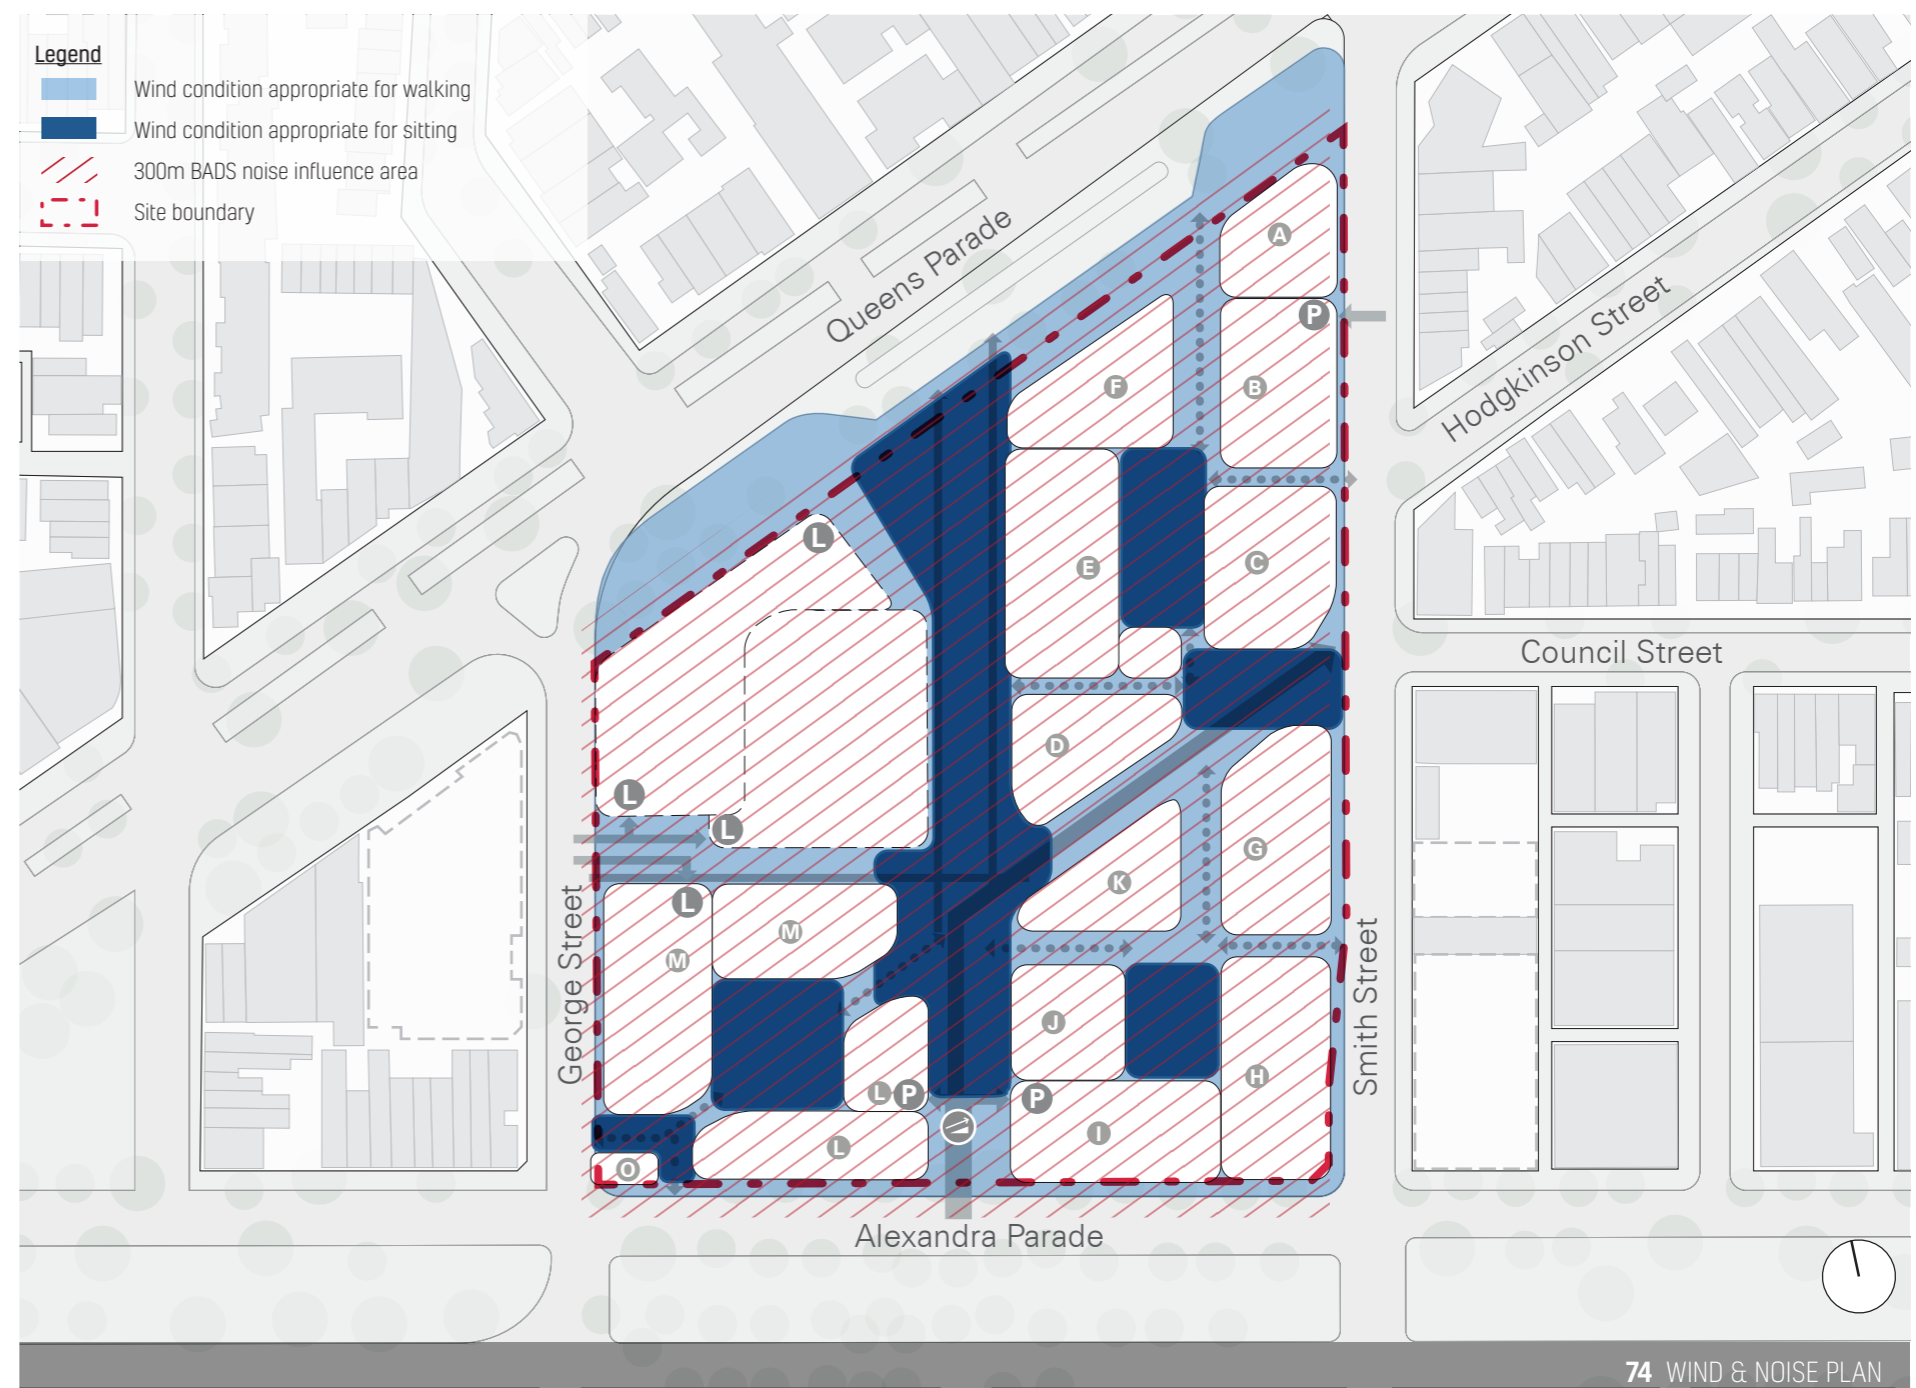 Legend
Wind condition appropriate for walking
Wind condition appropriate for sitting
300m BADS noise influence area
Site boundary
Queens Parade
Hodgkinson Street
Council Street
George Street
Smith Street
Alexandra Parade
A
P
B
F
L
E
C
D
L
L
G
K
L
M
M
J
H
L P
P
I
L
O
74 WIND & NOISE PLAN